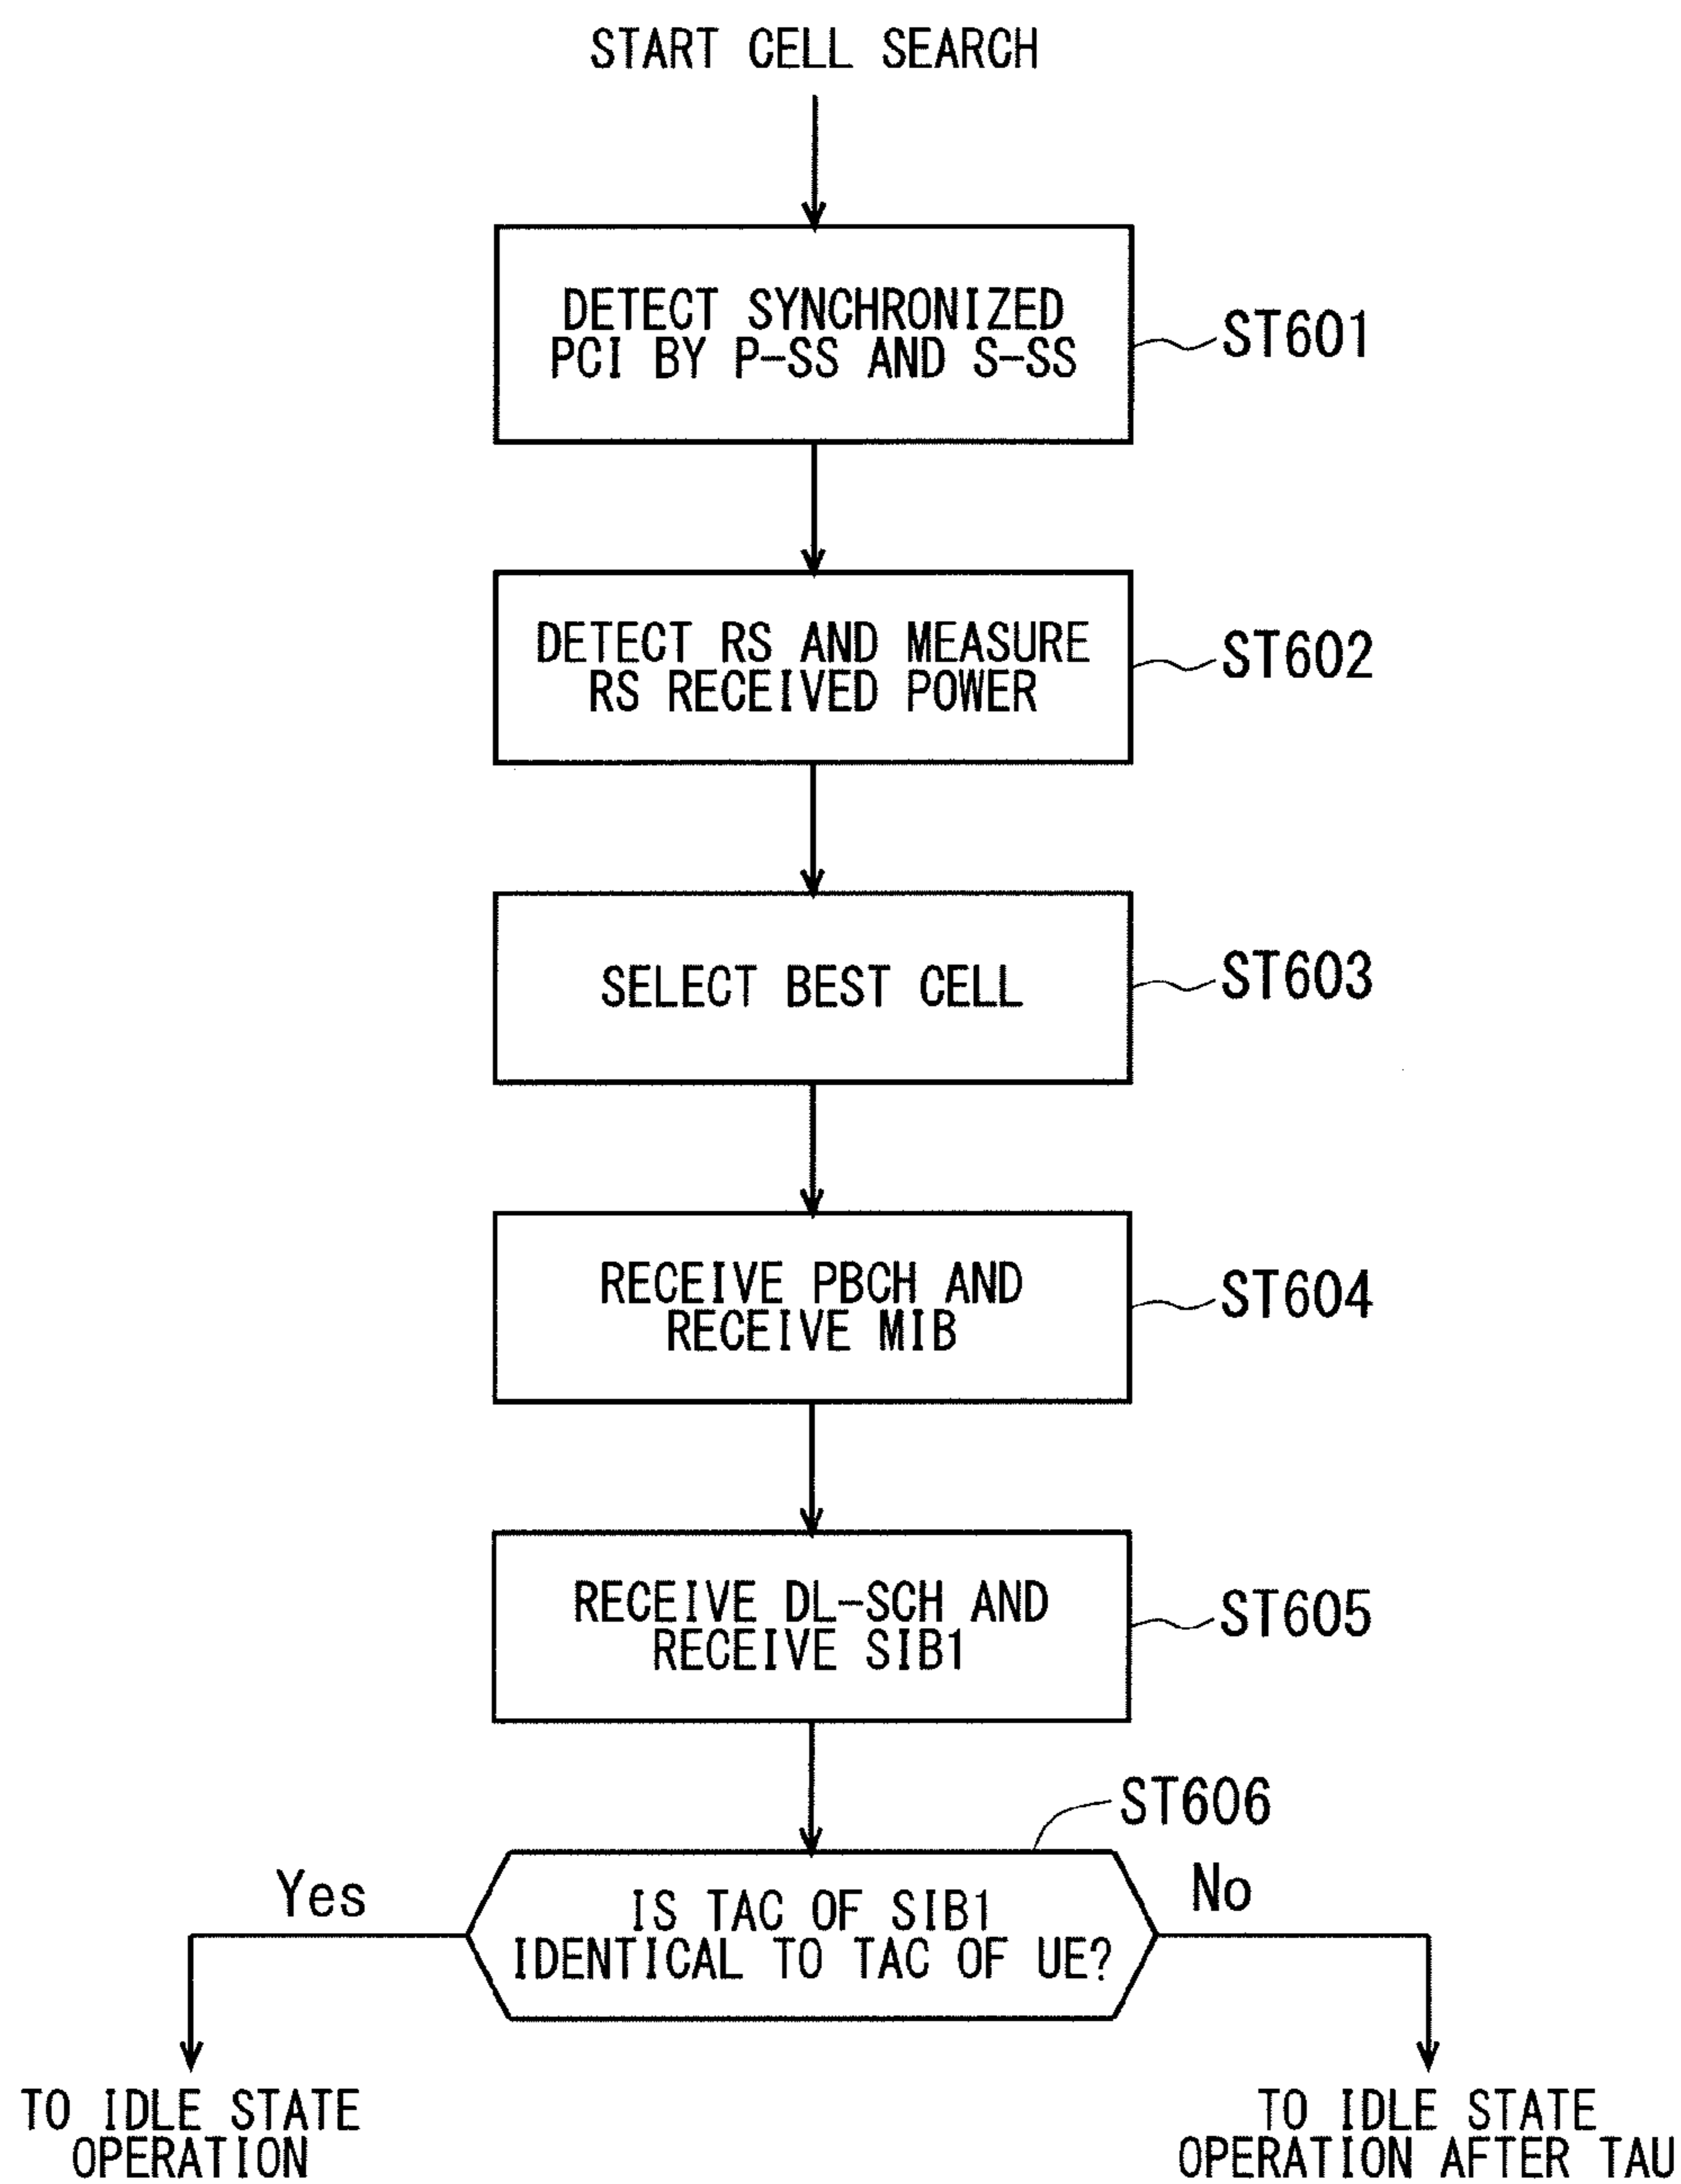 START CELL SEARCH
DETECT SYNCHRONIZED
PCI BY P-SS AND S-SS
ST601
DETECT RS AND MEASURE
RS RECEIVED POWER
ST602
SELECT BEST CELL
ST603
RECEIVE PBCH AND
RECEIVE MIB
ST604
RECEIVE DL-SCH AND
RECEIVE SIB1
ST605
ST606
Yes
No
IS TAC OF SIB1
IDENTICAL TO TAC OF UE?
TO IDLE STATE
OPERATION
TO IDLE STATE
OPERATION AFTER TAU